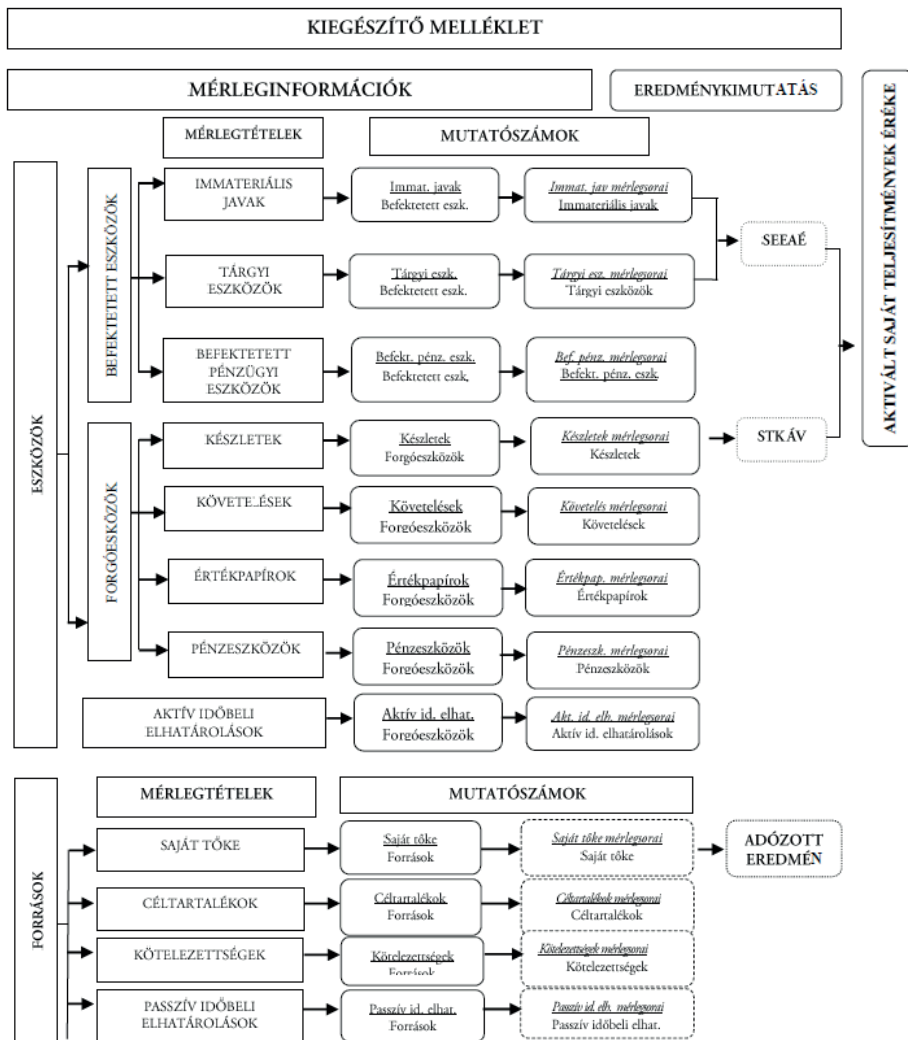 KIEGÉSZÍTŐ MELLÉKLET
MÉRLEGINFORMÁCIÓK
EREDMÉNYKIMUTATÁS
AKTIVÁLT SAJÁT TELJESÍTMÉNYEK ÉRÉKE
MÉRLEGTÉTELEK
MUTATÓSZÁMOK
ESZKÖZÖK
BEFEKTETETT ESZKÖZÖK
IMMATERIÁLIS
JAVAK
Immat. javak
Befektetett eszk.
Immat. jav mérlegsorai
Immateriális javak
SEEAÉ
TÁRGYI
ESZKÖZÖK
Tárgyi eszk.
Befektetett eszk.
Tárgyi esz. mérlegsorai
Tárgyi eszközök
BEFEKTETETT
PÉNZÜGYI
ESZKÖZÖK
Befekt. pénz. eszk.
Befektetett eszk.
Bef. pénz. mérlegsorai
Befekt. pénz. eszk.
FORGÓESKÖZÖK
KÉSZLETEK
Készletek
Forgóeszközök
Készletek mérlegsorai
Készletek
STKÁV
KÖVETELÉSEK
Követelések
Forgóeszközök
Követelés mérlegsorai
Követelések
ÉRTÉKPAPÍROK
Értékpapírok
Forgóeszközök
Értékpap. mérlegsorai
Értékpapírok
PÉNZESZKÖZÖK
Pénzeszközök
Forgóeszközök
Pénzeszk. mérlegsorai
Pénzeszközök
AKTÍV IDŐBELI
ELHATÁROLÁSOK
Aktív id. elhat.
Forgóeszközök
Akt. id. elh. mérlegsorai
Aktív id. elhatárolások
FORRÁSOK
MÉRLEGTÉTELEK
MUTATÓSZÁMOK
SAJÁT TŐKE
Saját tőke
Források
Saját tőke mérlegsorai
Saját tőke
ADÓZOTT
EREDMÉN
CÉLTARTALÉKOK
Céltartalékok
Források
Céltartalékok mérlegsorai
Céltartalékok
KÖTELEZETTSÉGEK
Kötelezettségek
Források
Kötelezettségek mérlegsorai
Kötelezettségek
PASSZÍV IDŐBELI
ELHATÁROLÁSOK
Passzív id. elhat.
Források
Passzív id. elh. mérlegsorai
Passzív időbeli elhat.